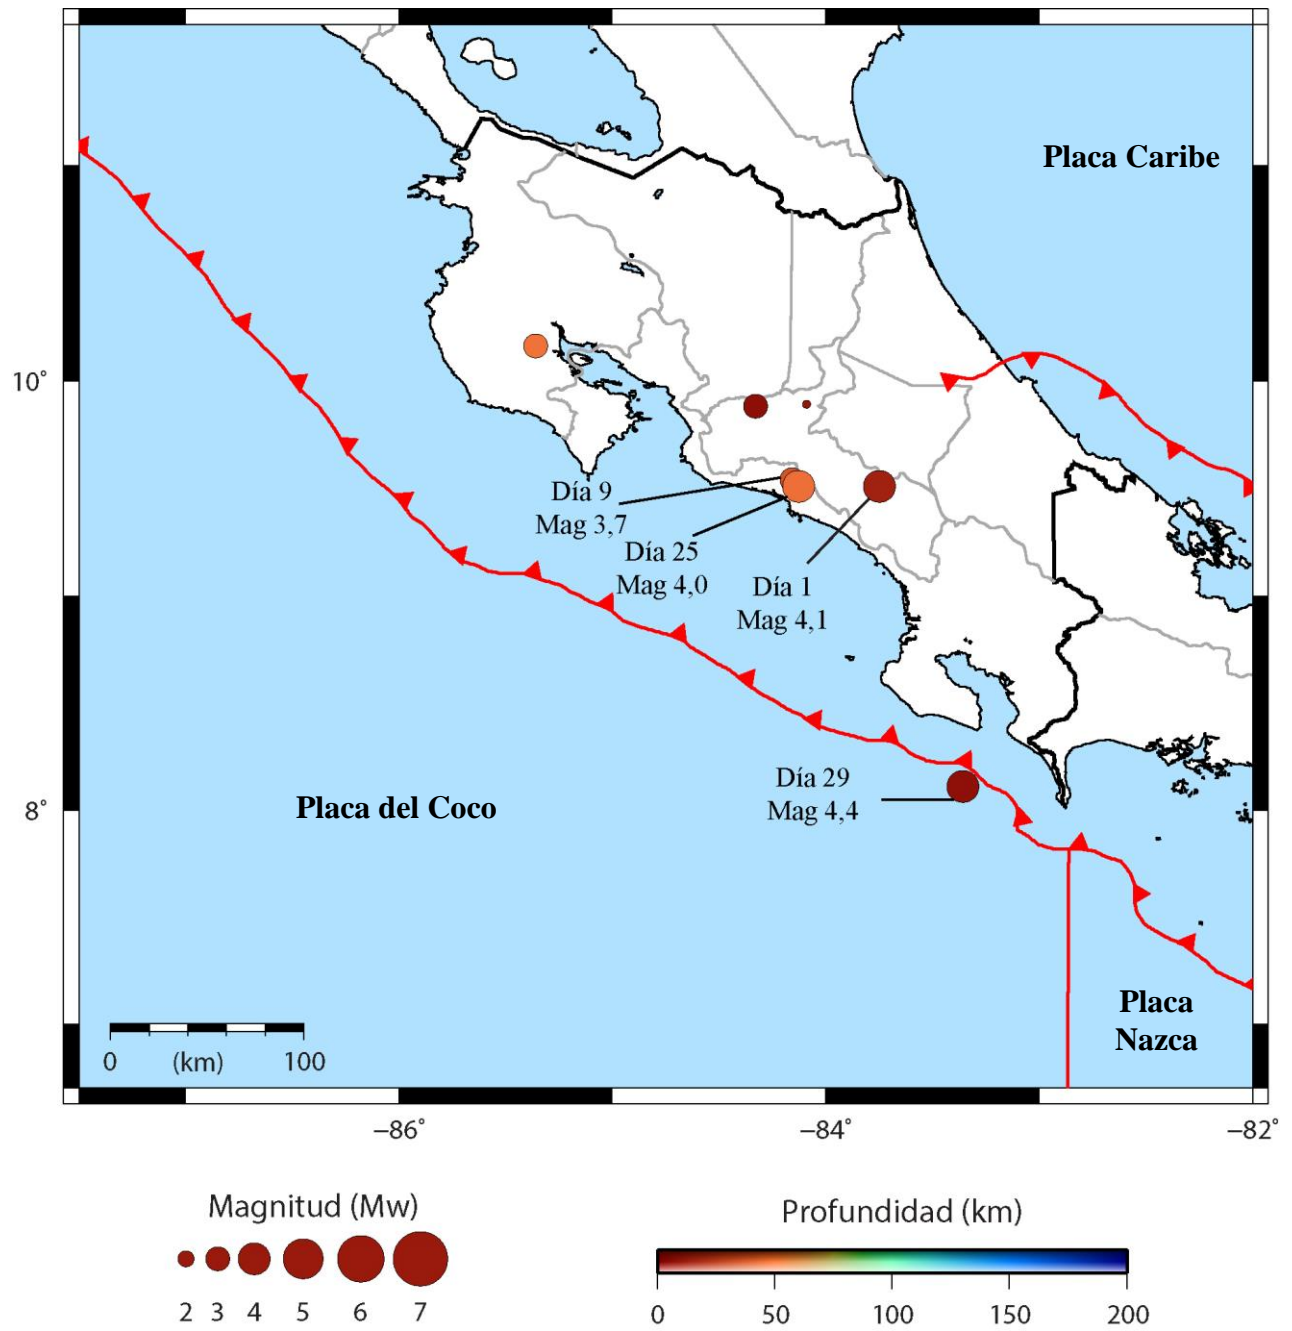 Placa Caribe
10°
Día 9
Mag 3,7
Día 25
Mag 4,0
Día 1
Mag 4,1
Día 29
Mag 4,4
Placa del Coco
8°
Placa
Nazca
0 (km) 100
−86° −84° −82°
Magnitud (Mw)
2 3 4 5 6 7
Profundidad (km)
0 50 100 150 200